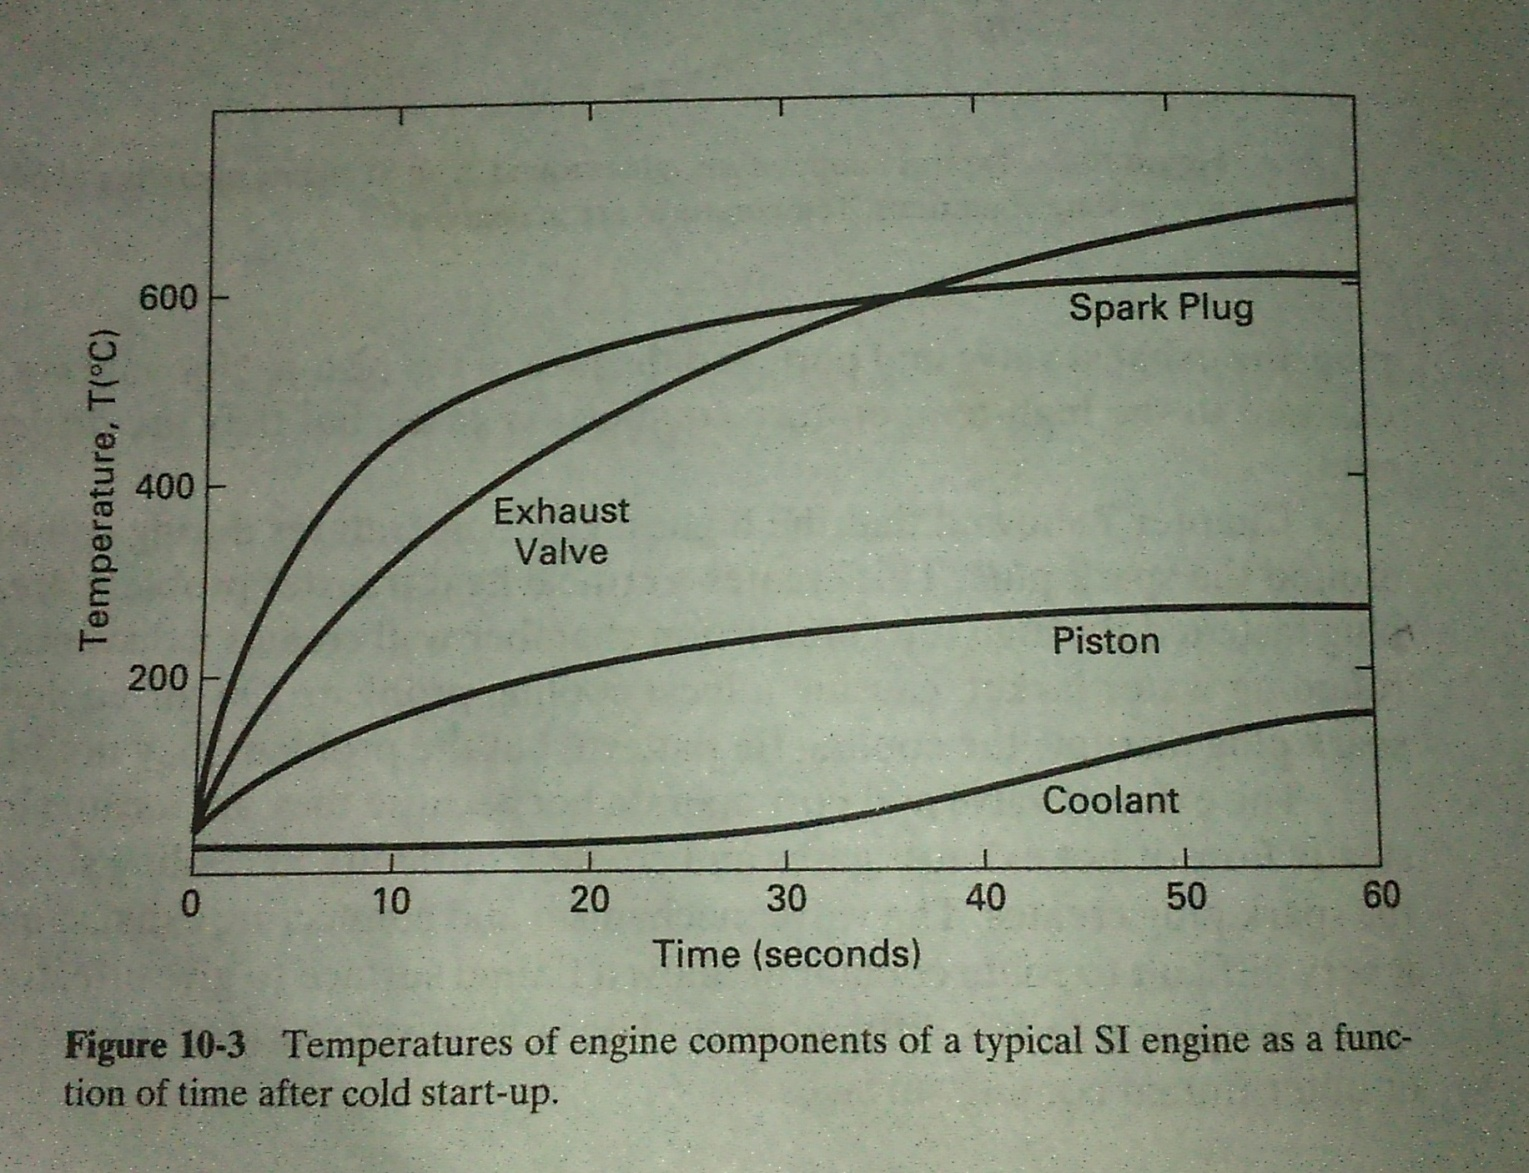 600
400
200
Temperature, T(°C)
Spark Plug
Exhaust
Valve
Piston
Coolant
0 10 20 30 40 50 60
Time (seconds)
Figure 10-3 Temperatures of engine components of a typical SI engine as a func-
tion of time after cold start-up.